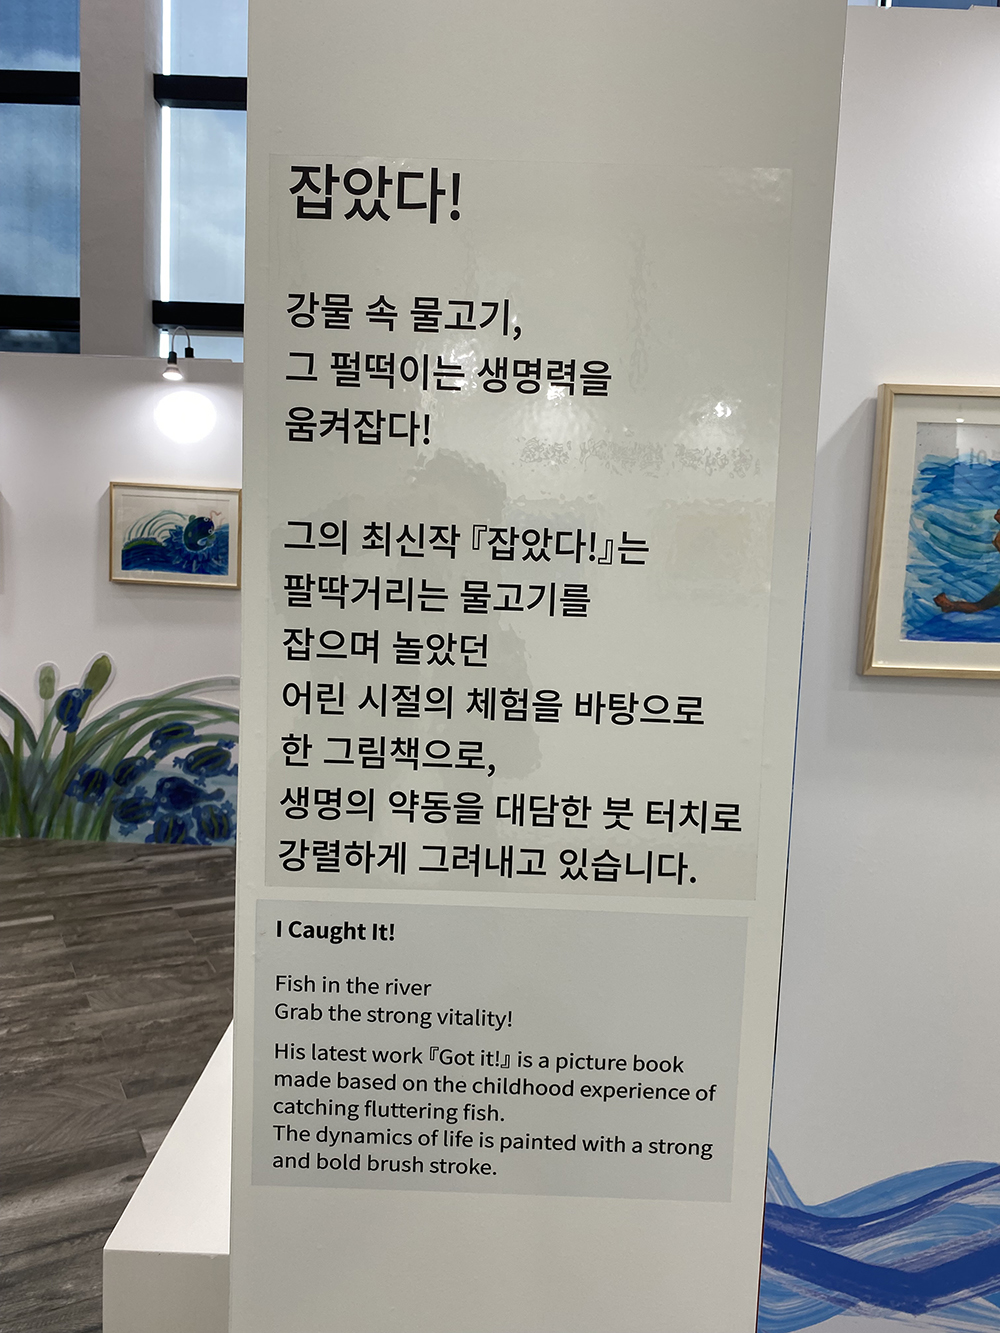 잡았다!
강물 속 물고기,
그 펄떡이는 생명력을
움켜잡다!
그의 최신작 『잡았다!』는
팔딱거리는 물고기를
잡으며 놀았던
어린 시절의 체험을 바탕으로
한 그림책으로,
생명의 약동을 대담한 붓 터치로
강렬하게 그려내고 있습니다.
I Caught It!
Fish in the river
Grab the strong vitality!
His latest work 『Got it!』 is a picture book
made based on the childhood experience of
catching fluttering fish.
The dynamics of life is painted with a strong
and bold brush stroke.